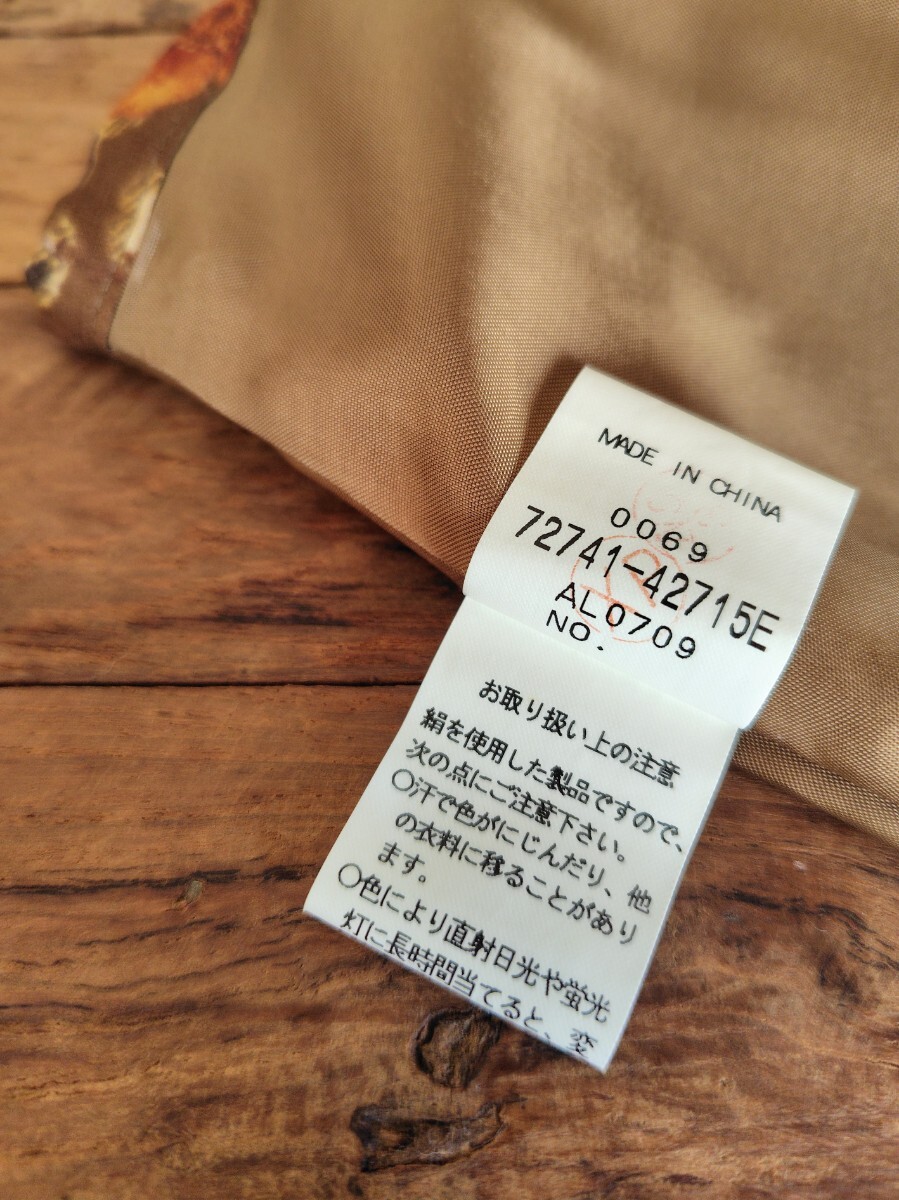 MADE IN CHINA
0069
72741-42715E
AL0709
NO.
お取り扱い上の注意
絹を使用した製品ですので、
次の点にご注意下さい。
○汗で色がにじんだり、他
の衣料に移ることがあり
ます。
○色により直射日光や蛍光
灯に長時間当てると、変